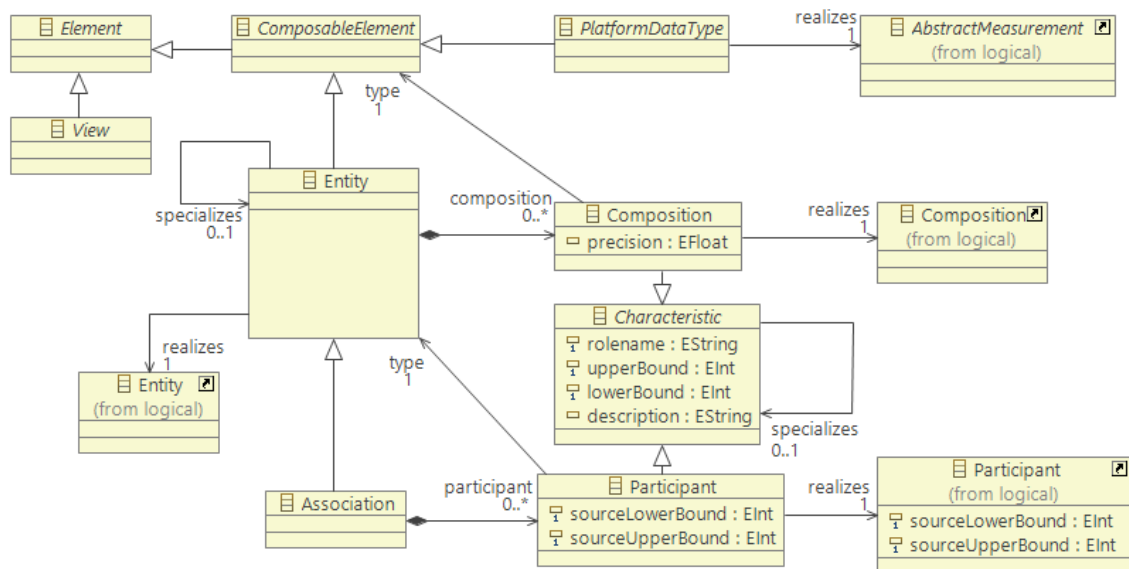 Element
ComposableElement
PlatformDataType
realizes
1
AbstractMeasurement
(from logical)
type
1
View
Entity
specializes
0..1
composition
0..*
Composition
precision : EFloat
realizes
1
Composition
(from logical)
Characteristic
rolename : EString
upperBound : EInt
lowerBound : EInt
description : EString
specializes
0..1
realizes
1
Entity
(from logical)
type
1
Association
participant
0..*
Participant
sourceLowerBound : EInt
sourceUpperBound : EInt
realizes
1
Participant
(from logical)
sourceLowerBound : EInt
sourceUpperBound : EInt